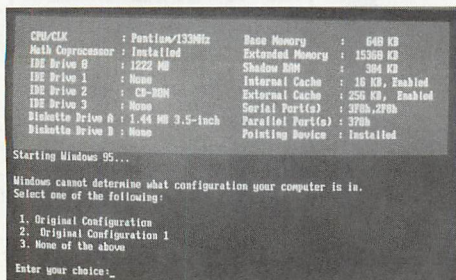 CPU/CLK : Pentium/133MHz
Math Coprocessor : Installed
IDE Drive 0 : 1222 MB
IDE Drive 1 : None
IDE Drive 2 : CD-ROM
IDE Drive 3 : None
Diskette Drive A : 1.44 MB 3.5-inch
Diskette Drive B : None
Base Memory : 640 KB
Extended Memory : 15360 KB
Shadow RAM : 384 KB
Internal Cache : 16 KB, Enabled
External Cache : 256 KB, Enabled
Serial Port(s) : 3F8h,2F8h
Parallel Port(s) : 378h
Pointing Device : Installed
Starting Windows 95...
Windows cannot determine what configuration your computer is in.
Select one of the following:
1. Original Configuration
2. Original Configuration 1
3. None of the above
Enter your choice:_